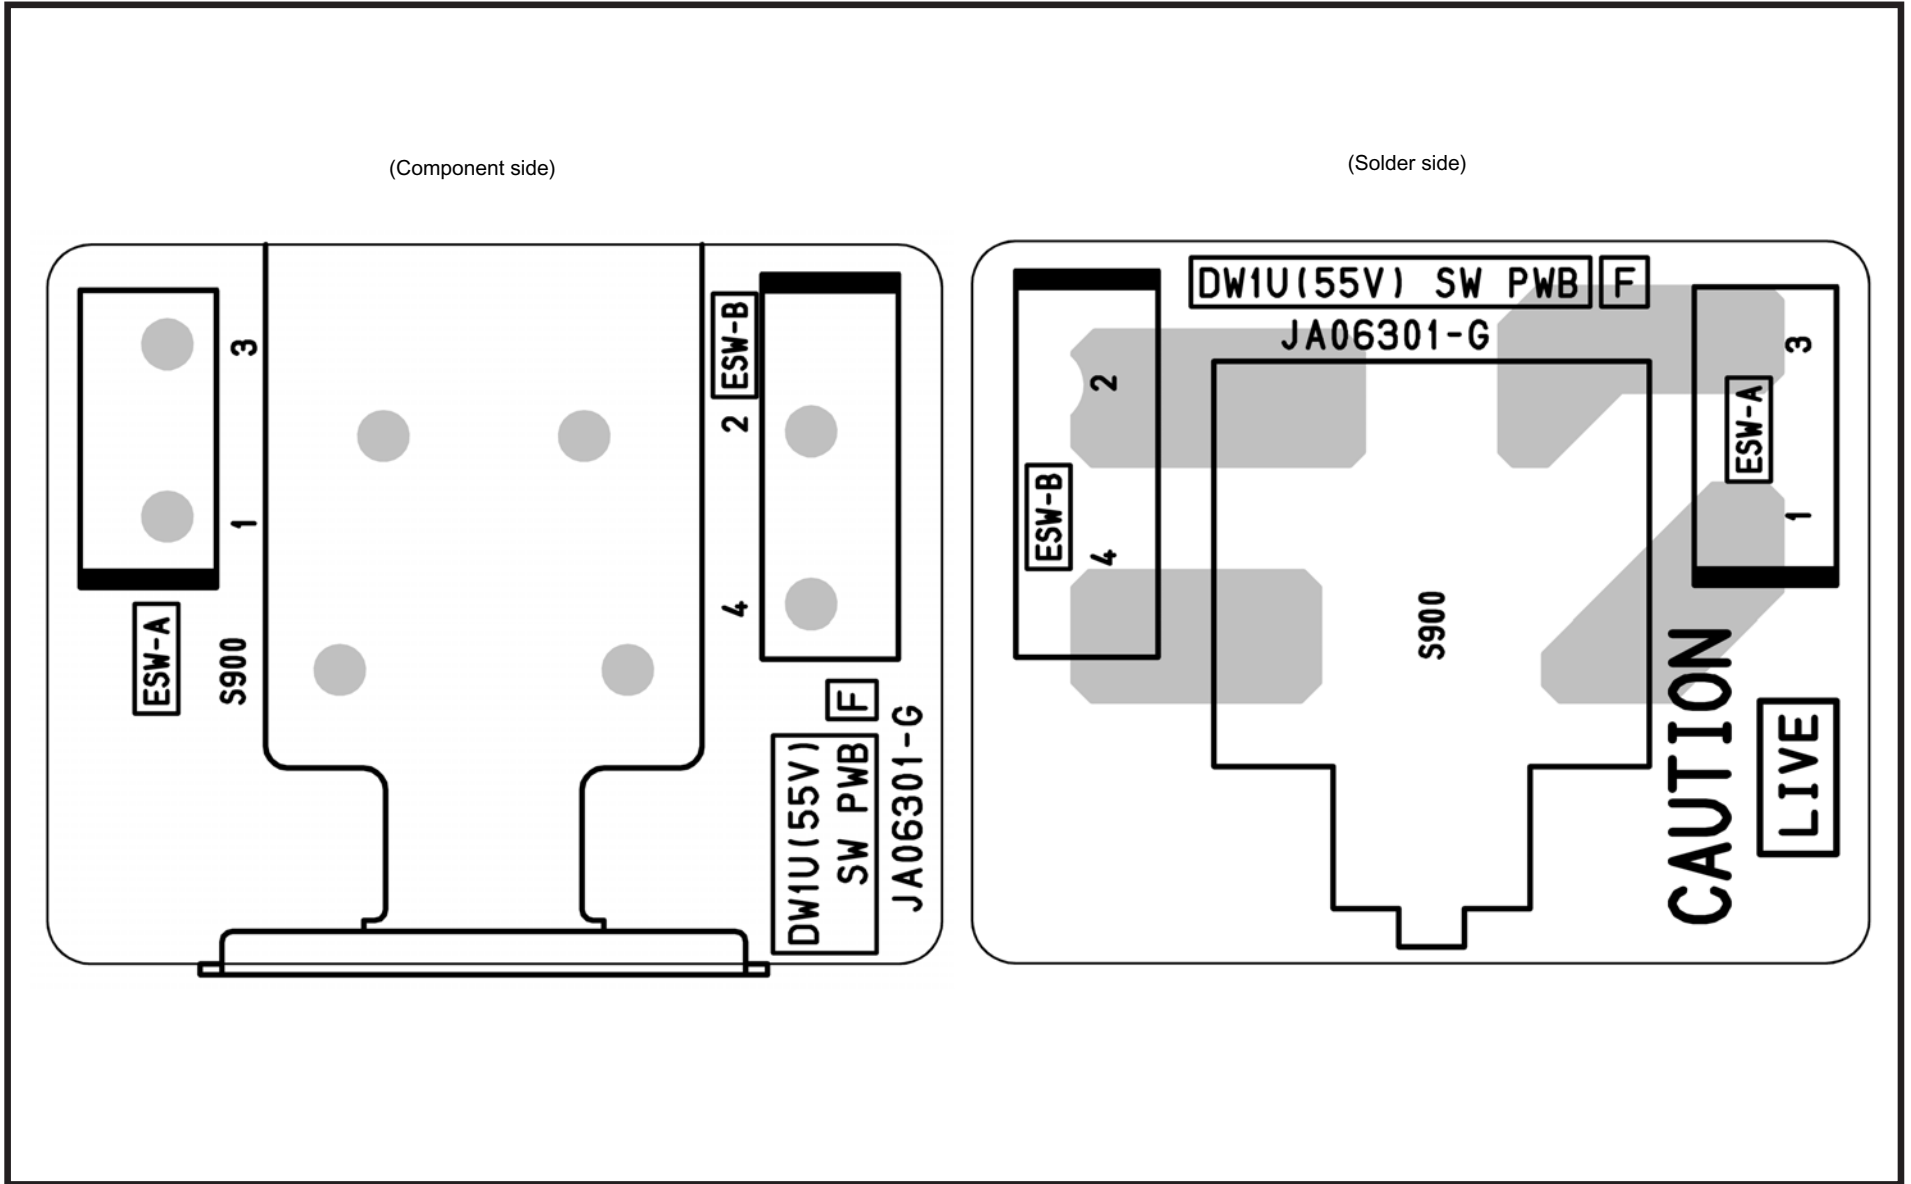 (Component side)
3
1
ESW-A
S900
ESW-B
2
4
F
DW1U(55V)
SW PWB
JA06301-G
(Solder side)
DW1U(55V) SW PWB F
JA06301-G
2
ESW-B
4
3
ESW-A
1
S900
CAUTION
LIVE